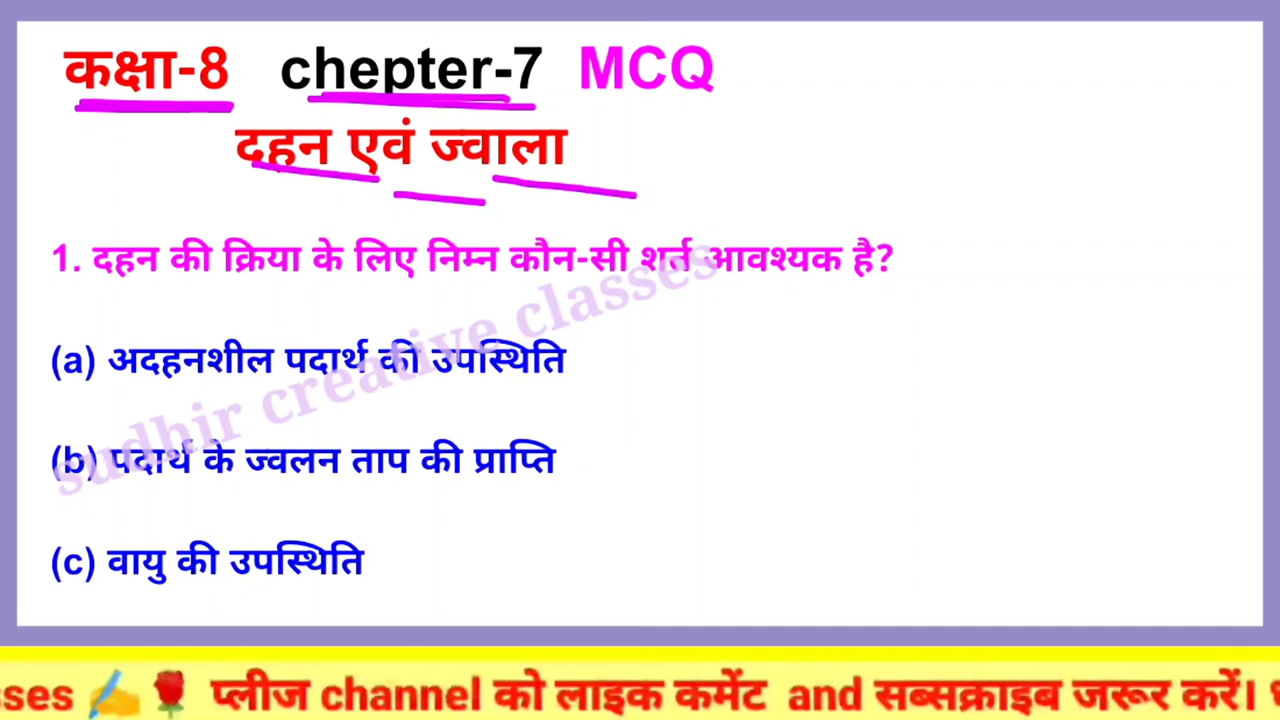 कक्षा-8 chepter-7 MCQ
दहन एवं ज्वाला
1. दहन की क्रिया के लिए निम्न कौन-सी शर्त आवश्यक है?
(a) अदहनशील पदार्थ की उपस्थिति
(b) पदार्थ के ज्वलन ताप की प्राप्ति
(c) वायु की उपस्थिति
sudhir creative classes
sses ✍️🌹 प्लीज channel को लाइक कमेंट and सब्सक्राइब जरूर करें।